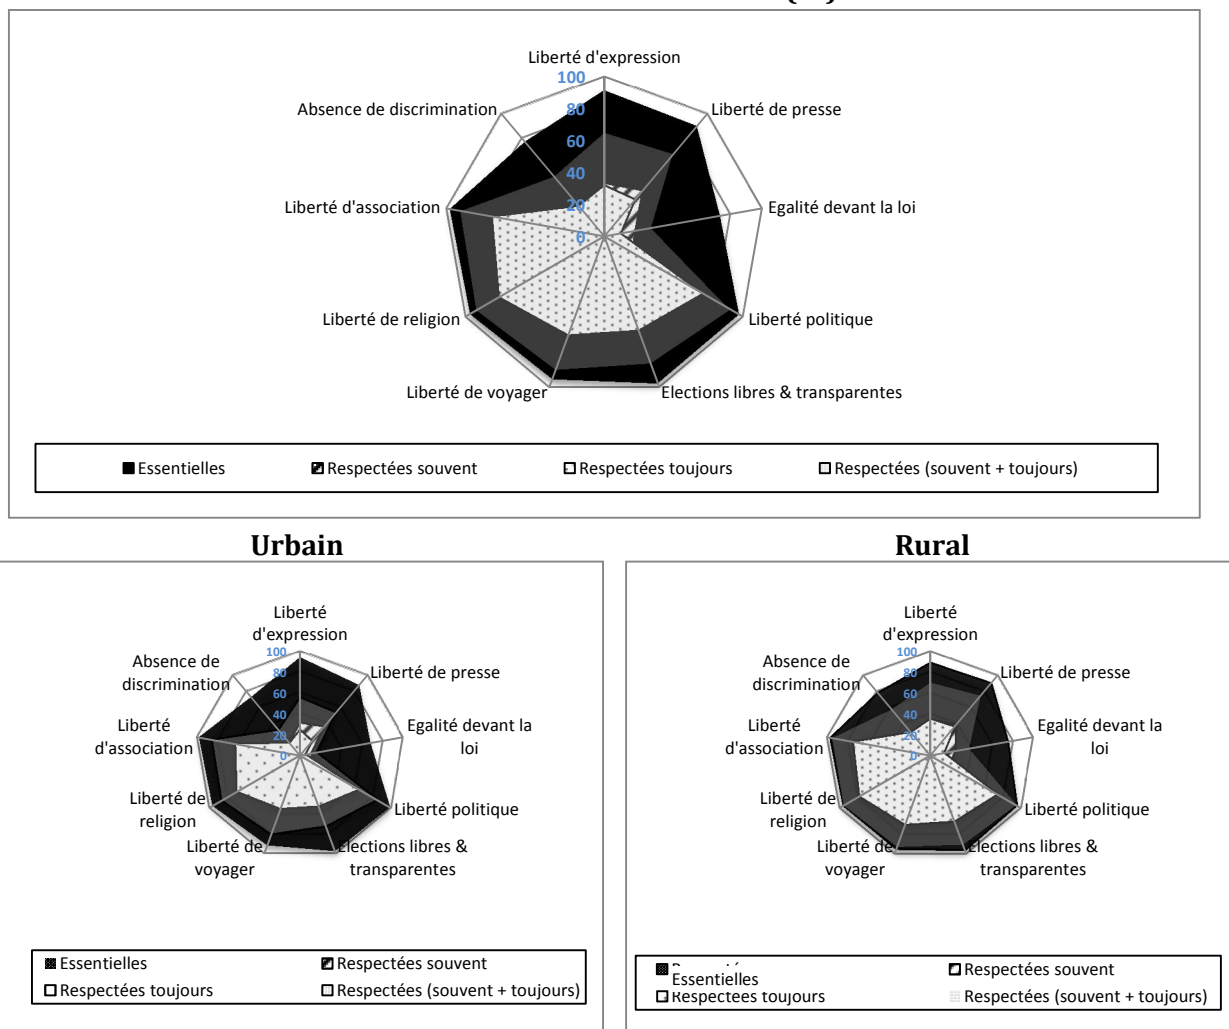 Liberté d'expression
100
80
60
40
20
0
Absence de discrimination
Liberté de presse
Liberté d'association
Egalité devant la loi
Liberté de religion
Liberté politique
Liberté de voyager
Elections libres & transparentes
Essentielles
Respectées souvent
Respectées toujours
Respectées (souvent + toujours)
Urbain
Liberté
d'expression
100
80
60
40
20
0
Absence de
discrimination
Liberté de presse
Liberté
d'association
Egalité devant la
loi
Liberté de
religion
Liberté politique
Liberté de
voyager
Elections libres &
transparentes
Essentielles
Respectées souvent
Respectées toujours
Respectées (souvent + toujours)
Rural
Liberté
d'expression
100
80
60
40
20
0
Absence de
discrimination
Liberté de presse
Liberté
d'association
Egalité devant la
loi
Liberté de
religion
Liberté politique
Liberté de
voyager
Elections libres &
transparentes
Essentielles
Respectées souvent
Respectées toujours
Respectées (souvent + toujours)